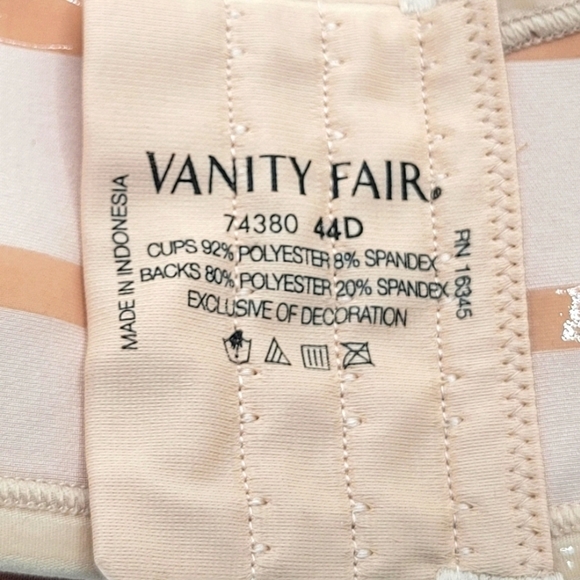 VANITY FAIR®
74380 44D
CUPS 92% POLYESTER 8% SPANDEX
BACKS 80% POLYESTER 20% SPANDEX
EXCLUSIVE OF DECORATION
MADE IN INDONESIA
RN 16345